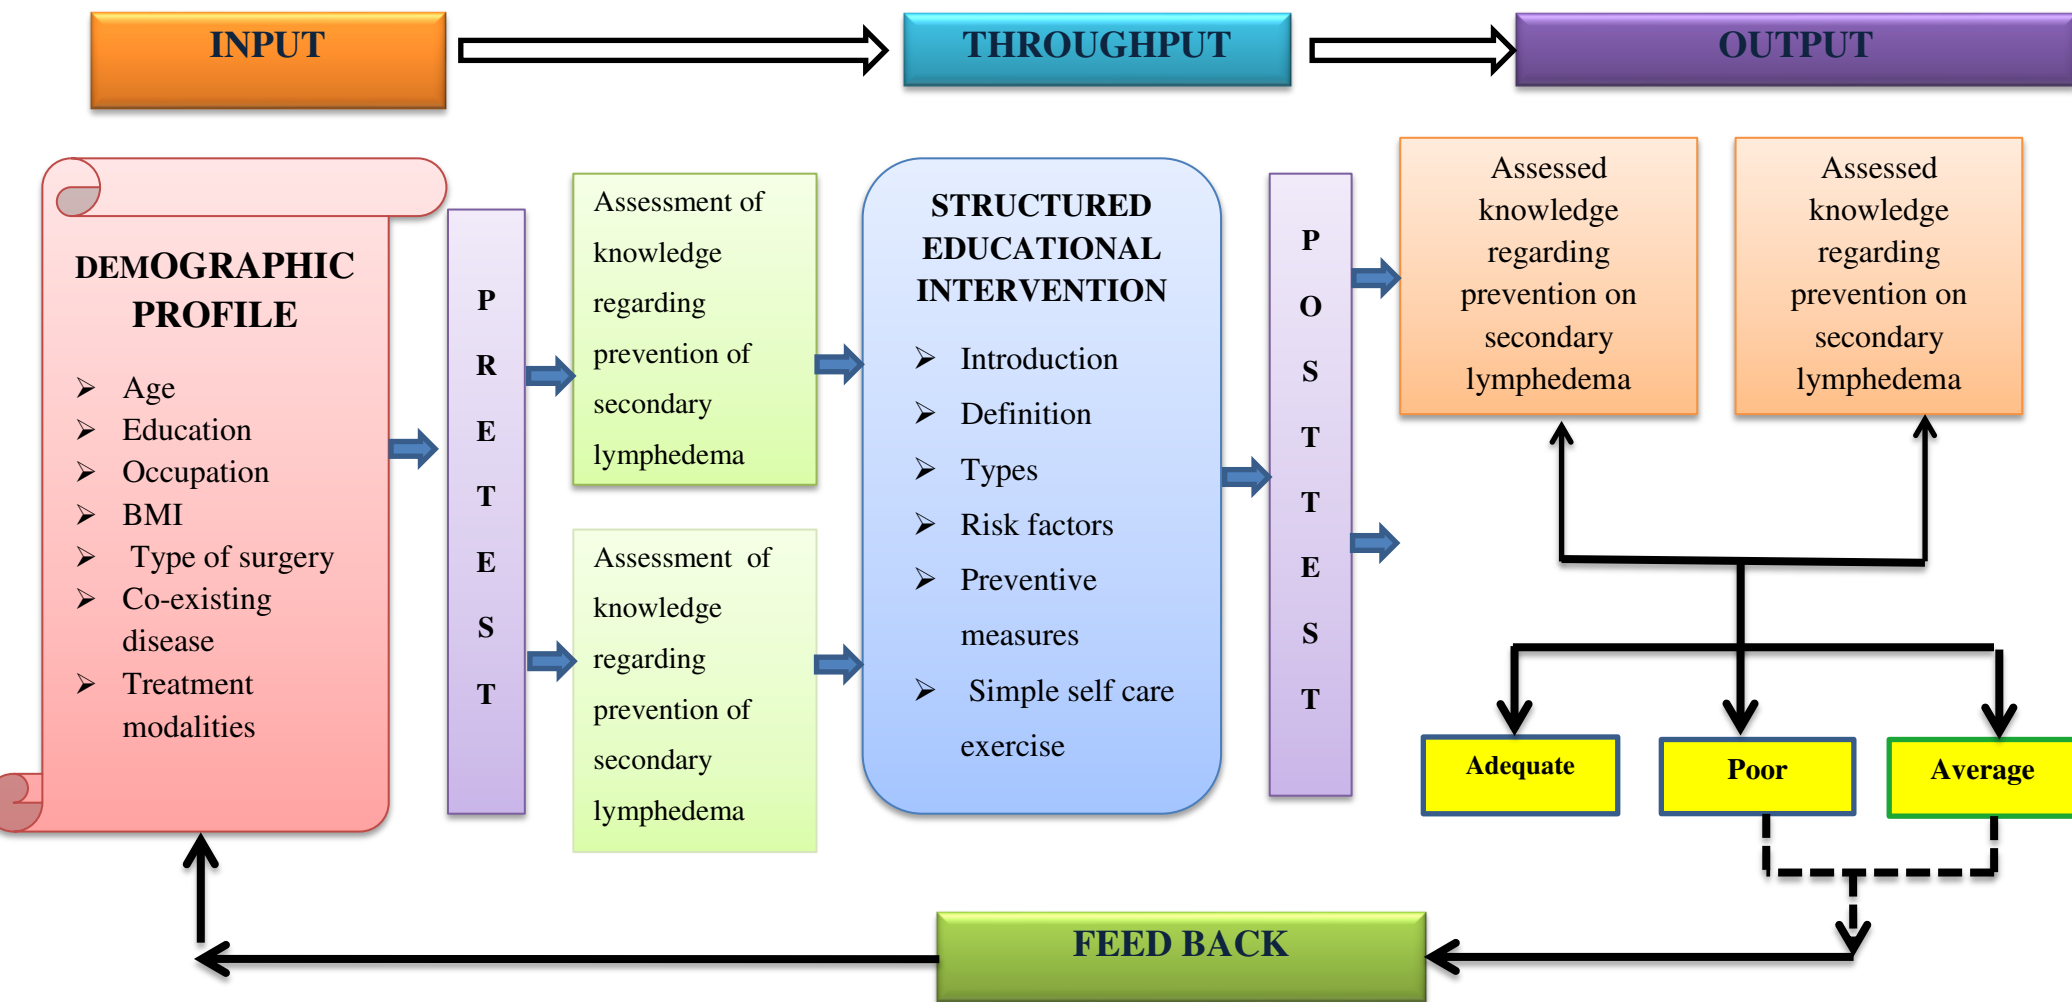 INPUT
THROUGHPUT
OUTPUT
DEMOGRAPHIC
PROFILE
➢ Age
➢ Education
➢ Occupation
➢ BMI
➢ Type of surgery
➢ Co-existing
disease
➢ Treatment
modalities
P
R
E
T
E
S
T
Assessment of
knowledge
regarding
prevention of
secondary
lymphedema
Assessment of
knowledge
regarding
prevention of
secondary
lymphedema
STRUCTURED
EDUCATIONAL
INTERVENTION
➢ Introduction
➢ Definition
➢ Types
➢ Risk factors
➢ Preventive
measures
➢ Simple self care
exercise
P
O
S
T
T
E
S
T
Assessed
knowledge
regarding
prevention on
secondary
lymphedema
Assessed
knowledge
regarding
prevention on
secondary
lymphedema
Adequate
Poor
Average
FEED BACK